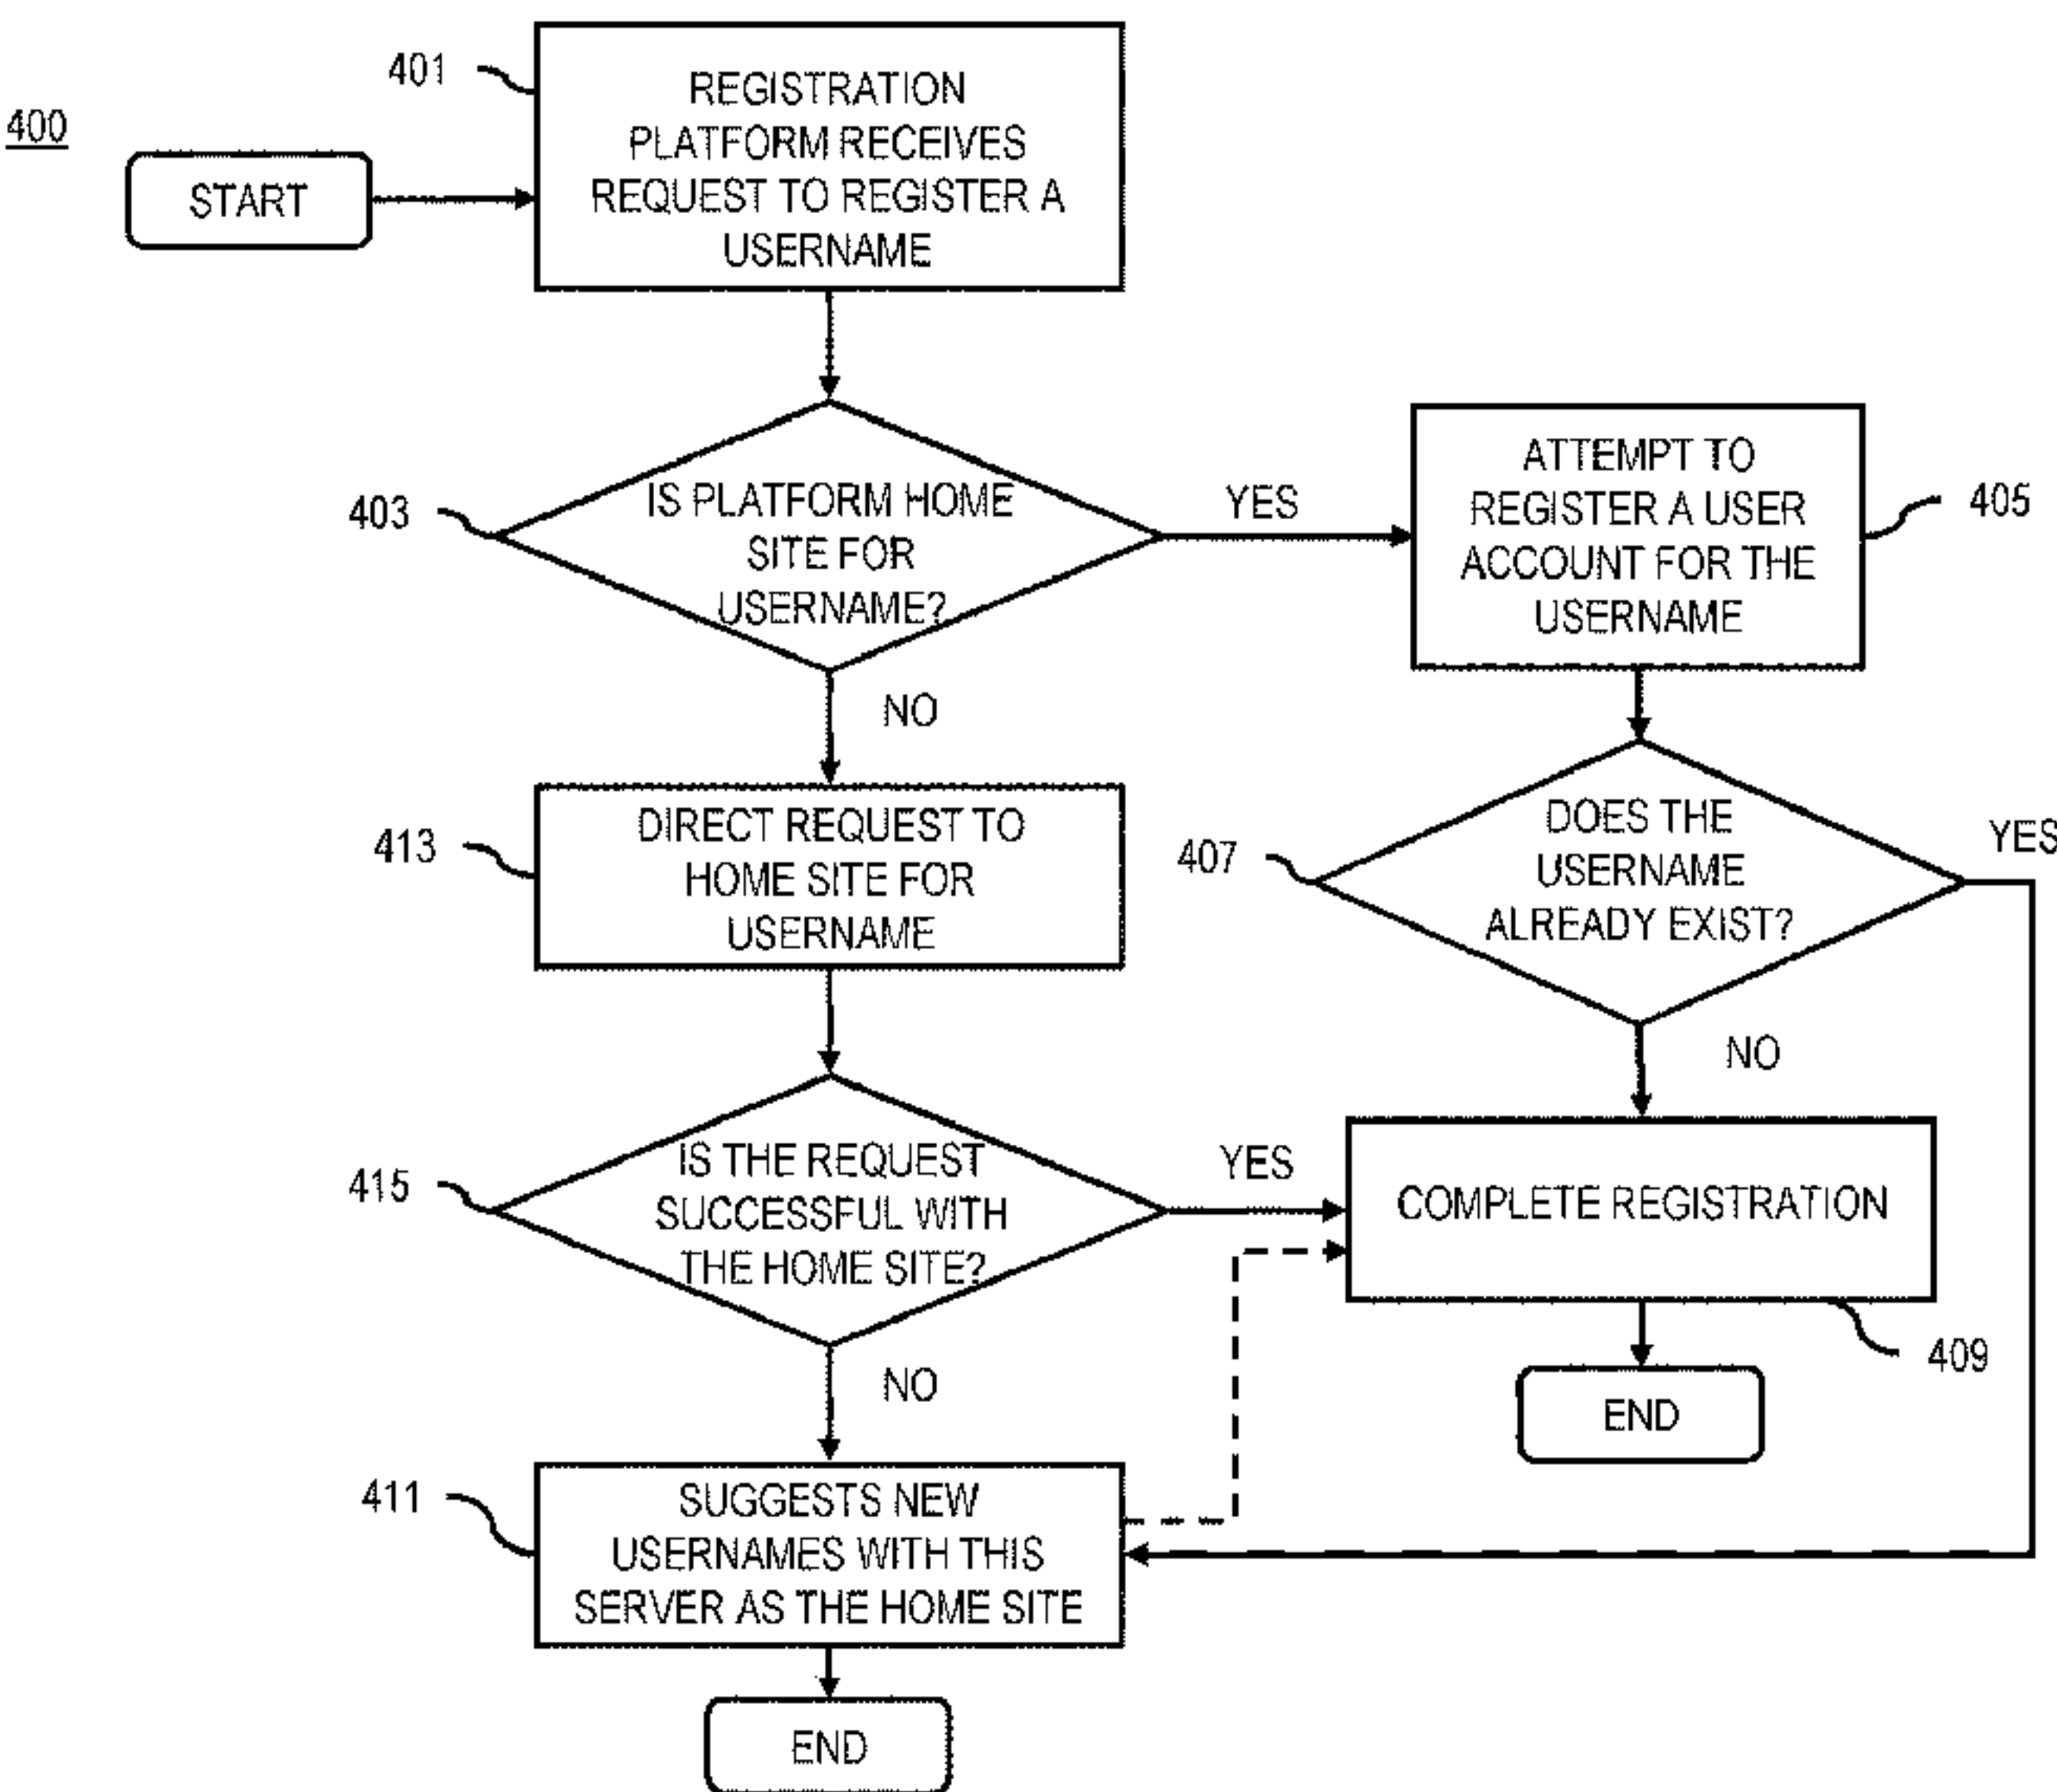 400
START
401
REGISTRATION
PLATFORM RECEIVES
REQUEST TO REGISTER A
USERNAME
403
IS PLATFORM HOME
SITE FOR
USERNAME?
YES
NO
ATTEMPT TO
REGISTER A USER
ACCOUNT FOR THE
USERNAME
405
413
DIRECT REQUEST TO
HOME SITE FOR
USERNAME
407
DOES THE
USERNAME
ALREADY EXIST?
YES
NO
415
IS THE REQUEST
SUCCESSFUL WITH
THE HOME SITE?
YES
NO
COMPLETE REGISTRATION
409
END
411
SUGGESTS NEW
USERNAMES WITH THIS
SERVER AS THE HOME SITE
END